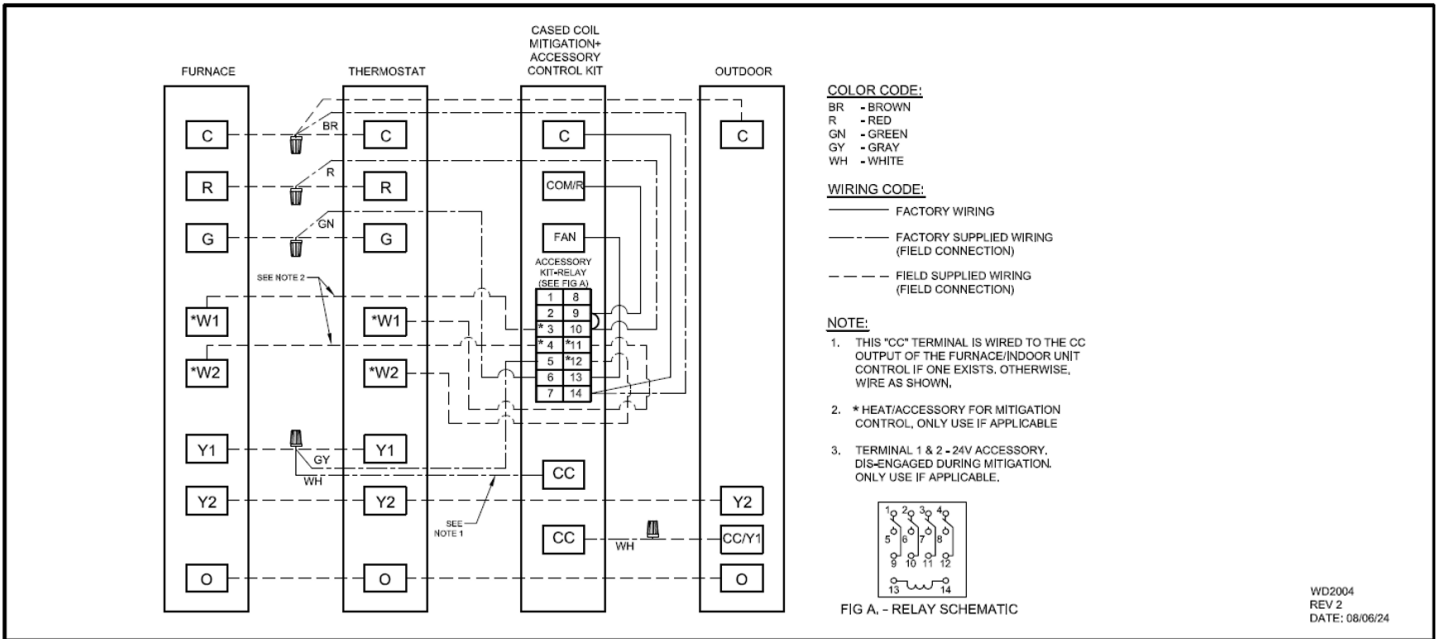 CASED COIL
MITIGATION+
ACCESSORY
CONTROL KIT
FURNACE
THERMOSTAT
OUTDOOR
C
BR
C
C
C
R
R
R
COM/R
G
GN
G
FAN
ACCESSORY
KIT-RELAY
(SEE FIG A)
SEE NOTE 2
1 8
2 9
*3 10
*4 *11
5 *12
6 13
7 14
*W1
*W1
*W2
*W2
Y1
Y1
GY
WH
CC
Y2
Y2
Y2
SEE
NOTE 1
CC
WH
CC/Y1
O
O
O
COLOR CODE:
BR - BROWN
R - RED
GN - GREEN
GY - GRAY
WH - WHITE
WIRING CODE:
FACTORY WIRING
FACTORY SUPPLIED WIRING
(FIELD CONNECTION)
FIELD SUPPLIED WIRING
(FIELD CONNECTION)
NOTE:
1. THIS "CC" TERMINAL IS WIRED TO THE CC
OUTPUT OF THE FURNACE/INDOOR UNIT
CONTROL IF ONE EXISTS. OTHERWISE,
WIRE AS SHOWN.
2. * HEAT/ACCESSORY FOR MITIGATION
CONTROL, ONLY USE IF APPLICABLE
3. TERMINAL 1 & 2 - 24V ACCESSORY,
DIS-ENGAGED DURING MITIGATION.
ONLY USE IF APPLICABLE.
1 2 3 4
5 6 7 8
9 10 11 12
13 14
FIG A. - RELAY SCHEMATIC
WD2004
REV 2
DATE: 08/06/24